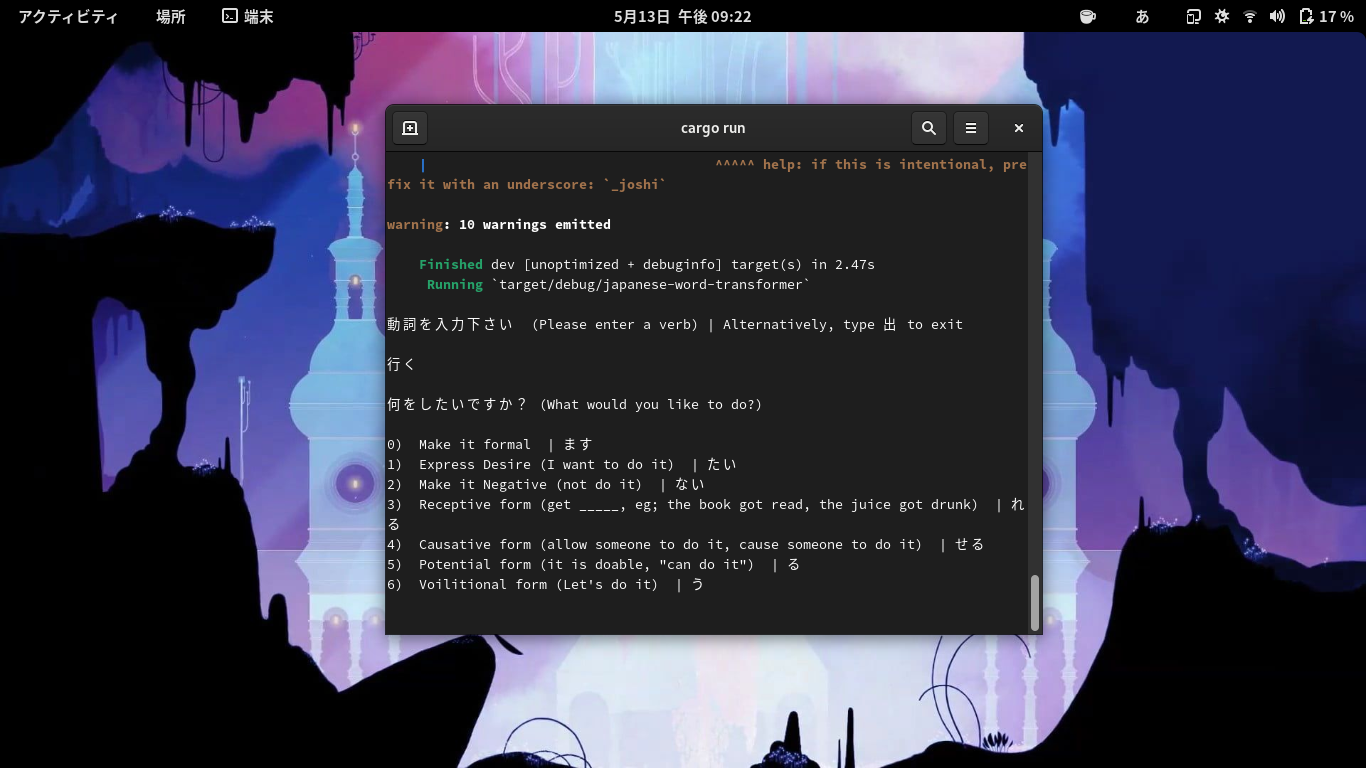 アクティビティ 場所 端末 5月13日 午後 09:22 あ 17 %
cargo run
| ^^^^^ help: if this is intentional, pre
fix it with an underscore: `_joshi`
warning: 10 warnings emitted
Finished dev [unoptimized + debuginfo] target(s) in 2.47s
Running `target/debug/japanese-word-transformer`
動詞を入力下さい (Please enter a verb) | Alternatively, type 出 to exit
行く
何をしたいですか？ (What would you like to do?)
0) Make it formal | ます
1) Express Desire (I want to do it) | たい
2) Make it Negative (not do it) | ない
3) Receptive form (get _____, eg; the book got read, the juice got drunk) | れ
る
4) Causative form (allow someone to do it, cause someone to do it) | せる
5) Potential form (it is doable, "can do it") | る
6) Voilitional form (Let's do it) | う